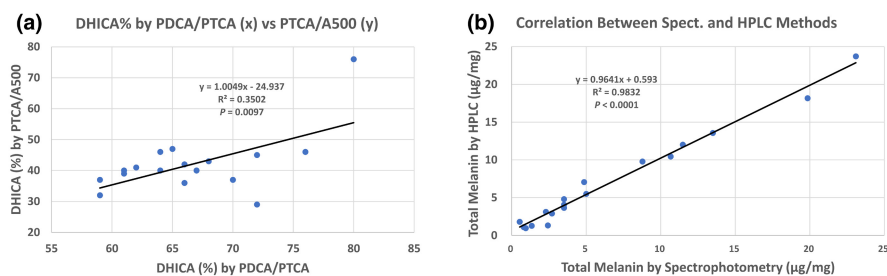 (a)
DHICA% by PDCA/PTCA (x) vs PTCA/A500 (y)
DHICA (%) by PTCA/A500
80
70
60
50
40
30
20
y = 1.0049x - 24.937
R² = 0.3502
P = 0.0097
55 60 65 70 75 80 85
DHICA (%) by PDCA/PTCA
(b)
Correlation Between Spect. and HPLC Methods
Total Melanin by HPLC (µg/mg)
25
20
15
10
5
0
y = 0.9641x + 0.593
R² = 0.9832
P < 0.0001
0 5 10 15 20 25
Total Melanin by Spectrophotometry (µg/mg)